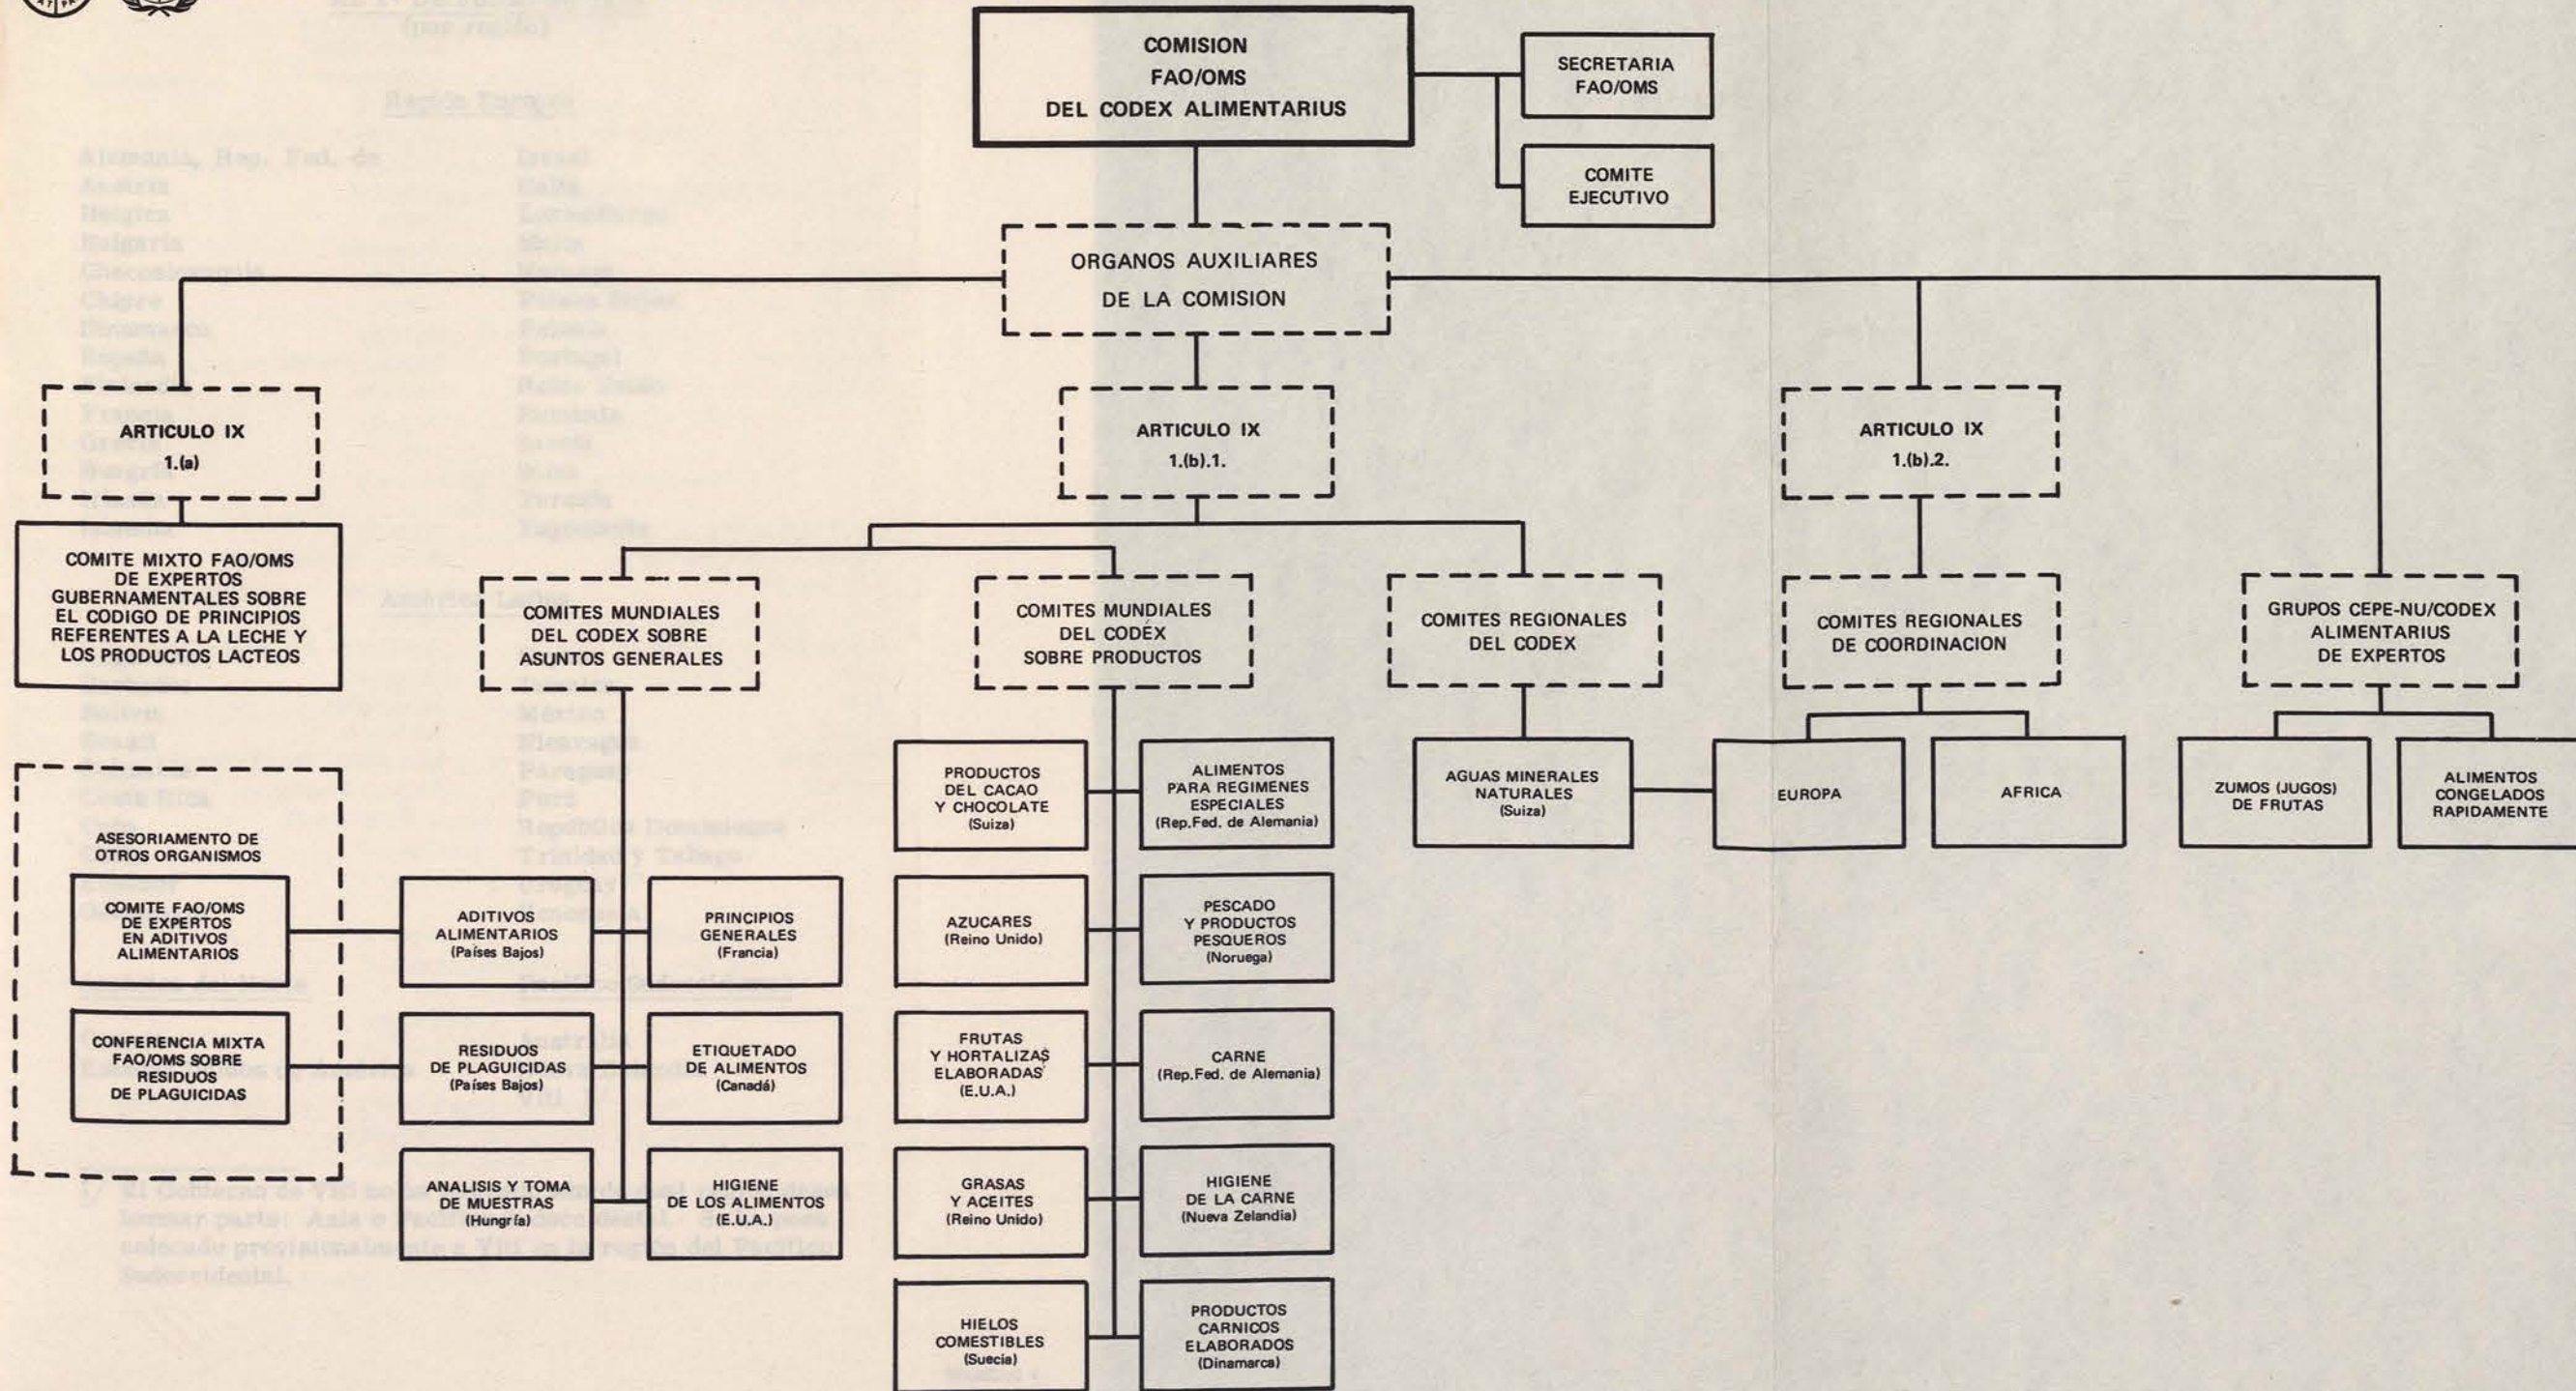 COMISION
FAO/OMS
DEL CODEX ALIMENTARIUS
SECRETARIA
FAO/OMS
COMITE
EJECUTIVO
ORGANOS AUXILIARES
DE LA COMISION
ARTICULO IX
1.(a)
ARTICULO IX
1.(b).1.
ARTICULO IX
1.(b).2.
COMITE MIXTO FAO/OMS
DE EXPERTOS
GUBERNAMENTALES SOBRE
EL CODIGO DE PRINCIPIOS
REFERENTES A LA LECHE Y
LOS PRODUCTOS LACTEOS
COMITES MUNDIALES
DEL CODEX SOBRE
ASUNTOS GENERALES
COMITES MUNDIALES
DEL CODÉX
SOBRE PRODUCTOS
COMITES REGIONALES
DEL CODEX
COMITES REGIONALES
DE COORDINACION
GRUPOS CEPE-NU/CODEX
ALIMENTARIUS
DE EXPERTOS
PRODUCTOS
DEL CACAO
Y CHOCOLATE
(Suiza)
ALIMENTOS
PARA REGIMENES
ESPECIALES
(Rep.Fed. de Alemania)
AGUAS MINERALES
NATURALES
(Suiza)
EUROPA
AFRICA
ZUMOS (JUGOS)
DE FRUTAS
ALIMENTOS
CONGELADOS
RAPIDAMENTE
ASESORIAMENTO DE
OTROS ORGANISMOS
COMITE FAO/OMS
DE EXPERTOS
EN ADITIVOS
ALIMENTARIOS
ADITIVOS
ALIMENTARIOS
(Países Bajos)
PRINCIPIOS
GENERALES
(Francia)
AZUCARES
(Reino Unido)
PESCADO
Y PRODUCTOS
PESQUEROS
(Noruega)
CONFERENCIA MIXTA
FAO/OMS SOBRE
RESIDUOS
DE PLAGUICIDAS
RESIDUOS
DE PLAGUICIDAS
(Países Bajos)
ETIQUETADO
DE ALIMENTOS
(Canadá)
FRUTAS
Y HORTALIZAS
ELABORADAS
(E.U.A.)
CARNE
(Rep.Fed. de Alemania)
ANALISIS Y TOMA
DE MUESTRAS
(Hungría)
HIGIENE
DE LOS ALIMENTOS
(E.U.A.)
GRASAS
Y ACEITES
(Reino Unido)
HIGIENE
DE LA CARNE
(Nueva Zelandia)
HIELOS
COMESTIBLES
(Suecia)
PRODUCTOS
CARNICOS
ELABORADOS
(Dinamarca)